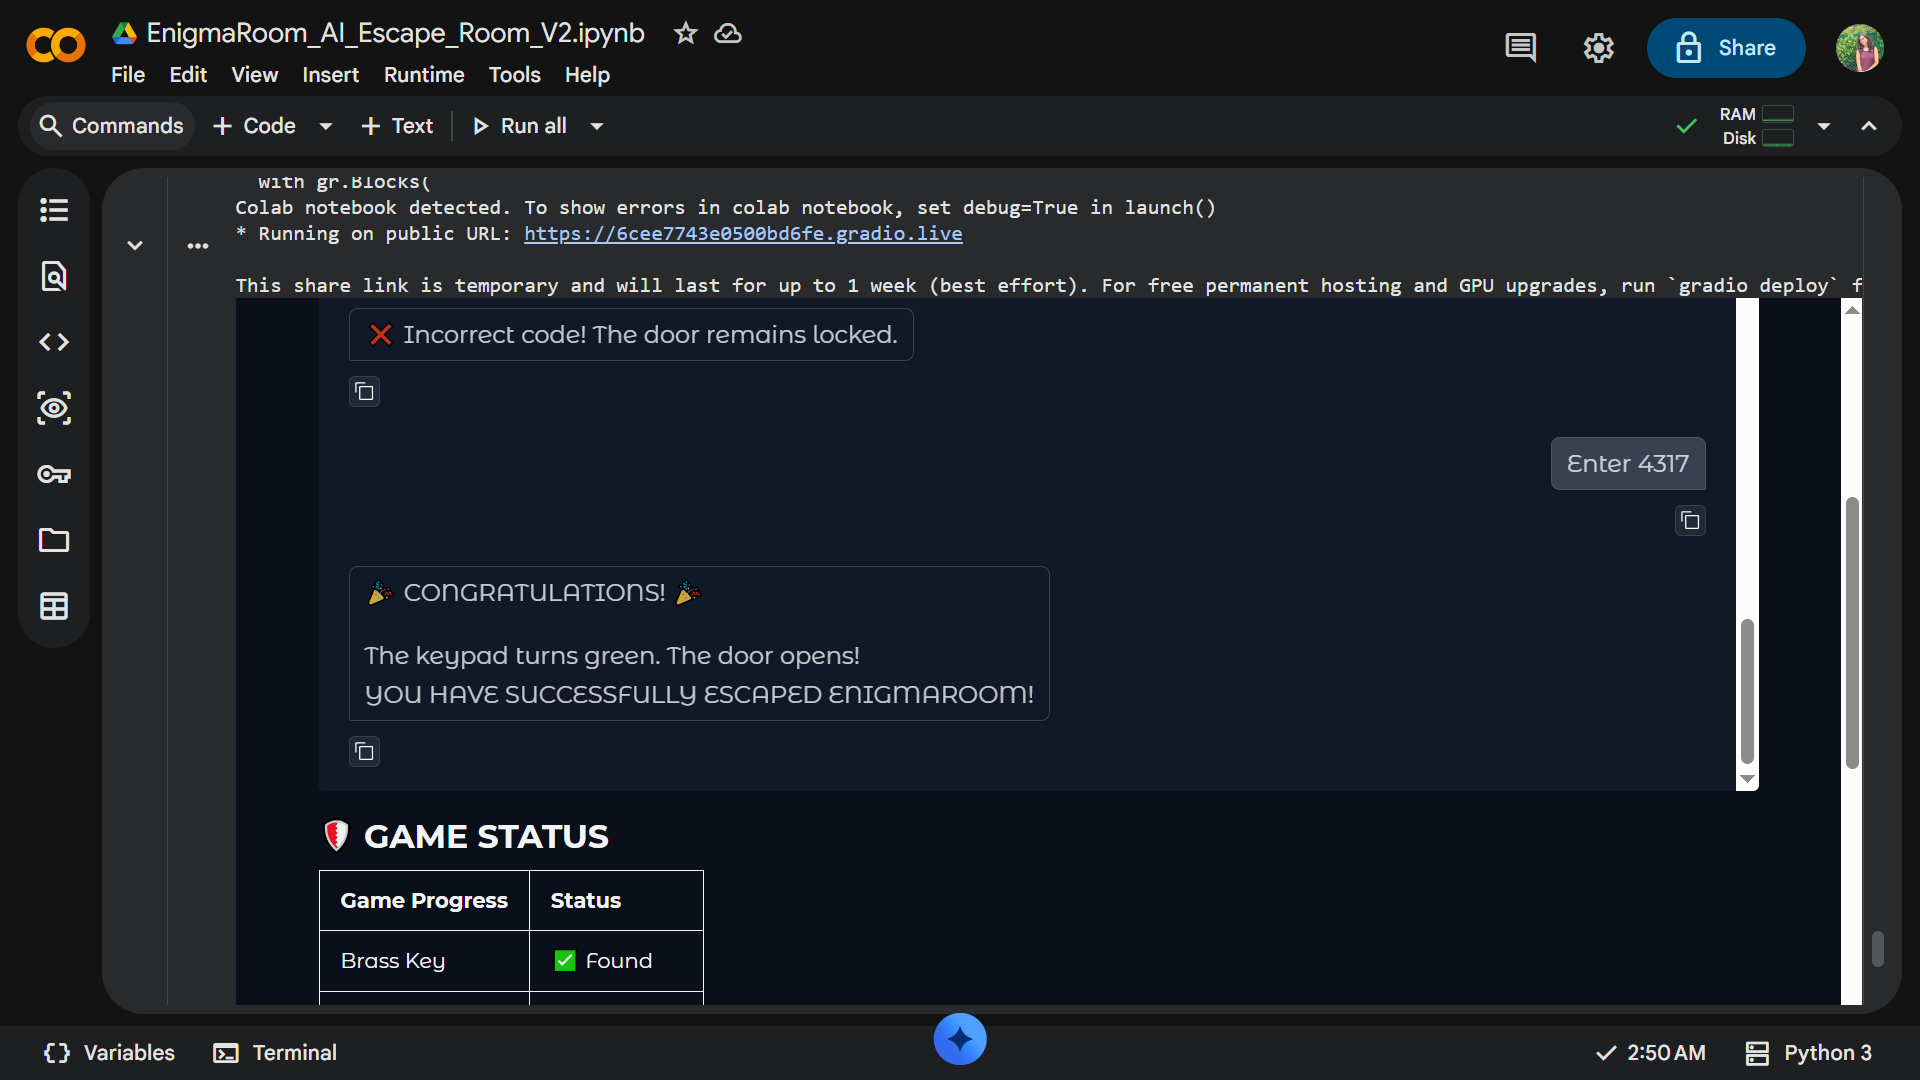 EnigmaRoom_AI_Escape_Room_V2.ipynb
File Edit View Insert Runtime Tools Help
Share
Commands + Code + Text Run all
RAM
Disk
with gr.Blocks(
Colab notebook detected. To show errors in colab notebook, set debug=True in launch()
* Running on public URL: https://6cee7743e0500bd6fe.gradio.live
This share link is temporary and will last for up to 1 week (best effort). For free permanent hosting and GPU upgrades, run `gradio deploy` f
❌ Incorrect code! The door remains locked.
Enter 4317
🎉 CONGRATULATIONS! 🎉
The keypad turns green. The door opens!
YOU HAVE SUCCESSFULLY ESCAPED ENIGMAROOM!
GAME STATUS
Game Progress Status
Brass Key ✅ Found
Variables Terminal
2:50 AM Python 3